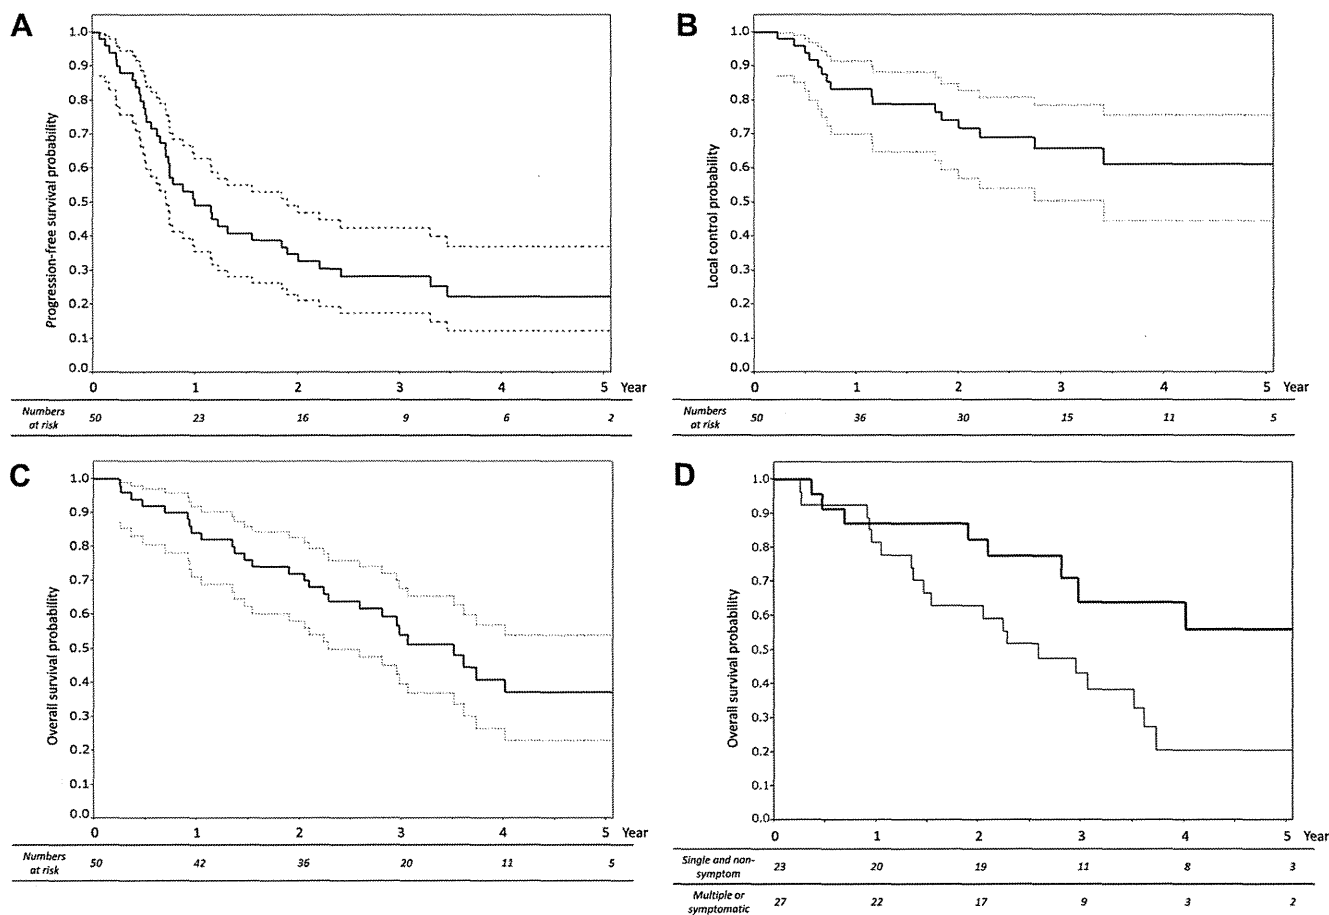 A
Progression-free survival probability
1.0
0.9
0.8
0.7
0.6
0.5
0.4
0.3
0.2
0.1
0.0
0 1 2 3 4 5 Year
Numbers at risk 50 23 16 9 6 2
B
Local control probability
1.0
0.9
0.8
0.7
0.6
0.5
0.4
0.3
0.2
0.1
0.0
0 1 2 3 4 5 Year
Numbers at risk 50 36 30 15 11 5
C
Overall survival probability
1.0
0.9
0.8
0.7
0.6
0.5
0.4
0.3
0.2
0.1
0.0
0 1 2 3 4 5 Year
Numbers at risk 50 42 35 20 11 5
D
Overall survival probability
1.0
0.9
0.8
0.7
0.6
0.5
0.4
0.3
0.2
0.1
0.0
0 1 2 3 4 5 Year
Single and non-symptom 23 20 19 11 8 3
Multiple or symptomatic 27 22 17 9 3 2